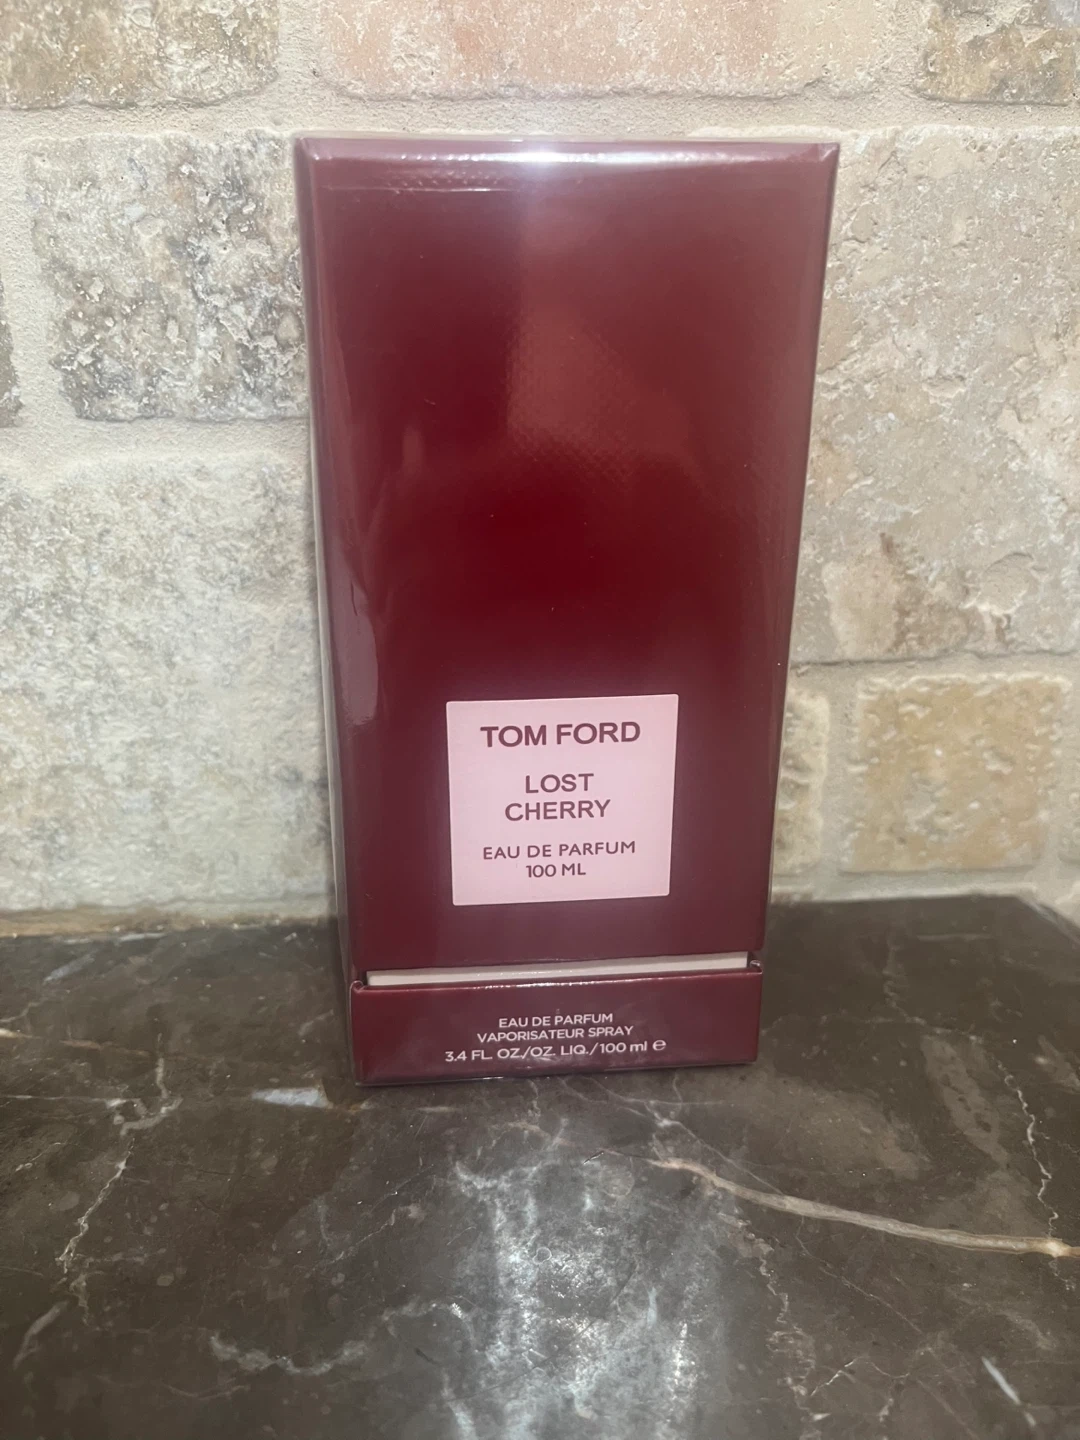 TOM FORD
LOST
CHERRY
EAU DE PARFUM
100 ML
EAU DE PARFUM
VAPORISATEUR SPRAY
3.4 FL. OZ./OZ. LIQ./100 ml ℮